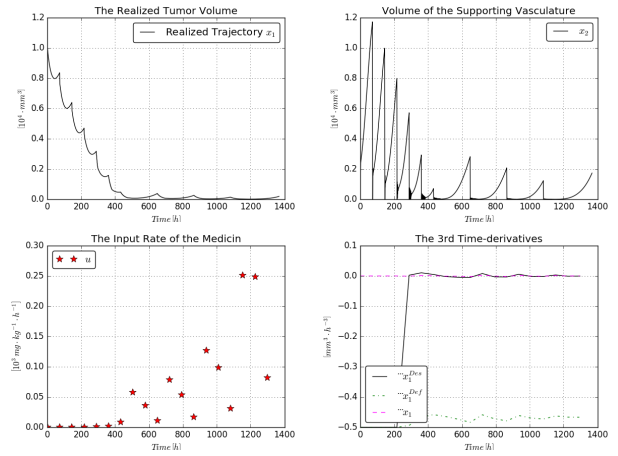 The Realized Tumor Volume
Realized Trajectory x₁
[10⁴·mm³]
1.2
1.0
0.8
0.6
0.4
0.2
0.0
0 200 400 600 800 1000 1200 1400
Time[h]
Volume of the Supporting Vasculature
x₂
[10⁴·mm³]
1.2
1.0
0.8
0.6
0.4
0.2
0.0
0 200 400 600 800 1000 1200 1400
Time[h]
The Input Rate of the Medicin
u
[10³ mg·kg⁻¹·h⁻¹]
0.30
0.25
0.20
0.15
0.10
0.05
0.00
0 200 400 600 800 1000 1200 1400
Time[h]
The 3rd Time-derivatives
[mm³·h⁻³]
0.1
0.0
−0.1
−0.2
−0.3
−0.4
−0.5
...x₁ᴰᵉˢ
...x₁ᴰᵉᶠ
...x₁
0 200 400 600 800 1000 1200 1400
Time[h]